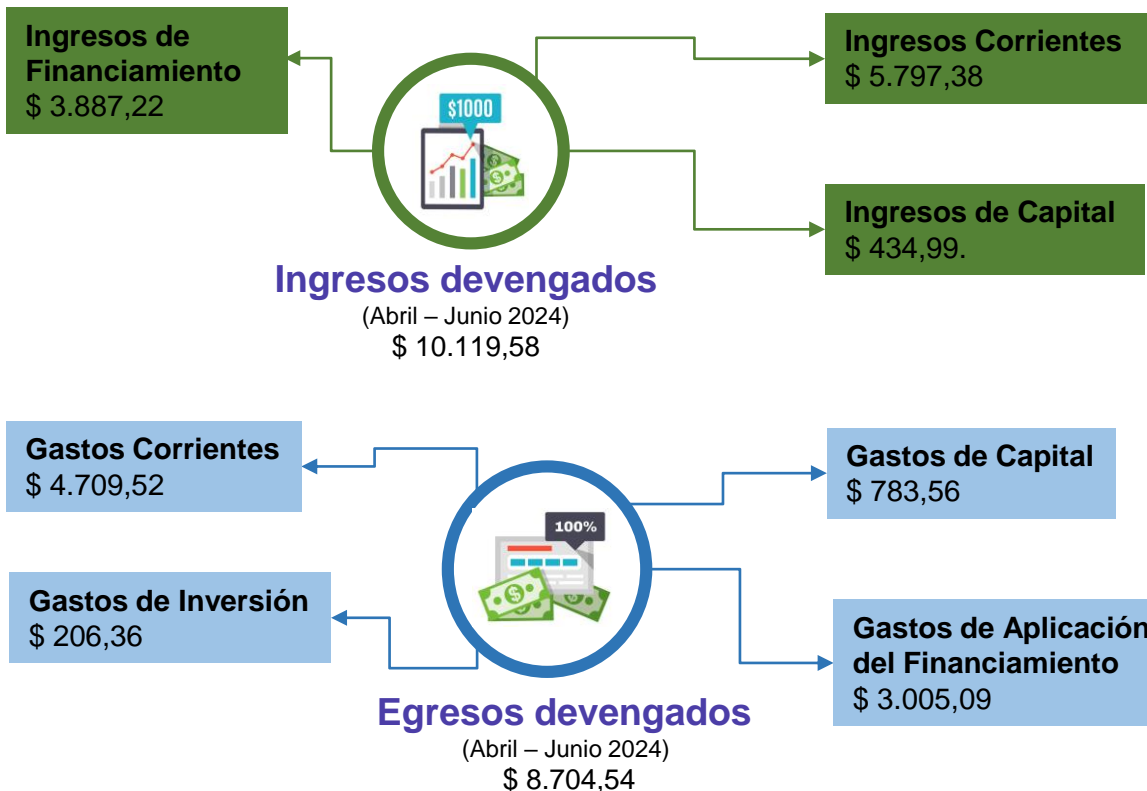 Ingresos de
Financiamiento
$ 3.887,22
$1000
Ingresos Corrientes
$ 5.797,38
Ingresos de Capital
$ 434,99.
Ingresos devengados
(Abril – Junio 2024)
$ 10.119,58
Gastos Corrientes
$ 4.709,52
100%
Gastos de Capital
$ 783,56
Gastos de Inversión
$ 206,36
Gastos de Aplicación
del Financiamiento
$ 3.005,09
Egresos devengados
(Abril – Junio 2024)
$ 8.704,54